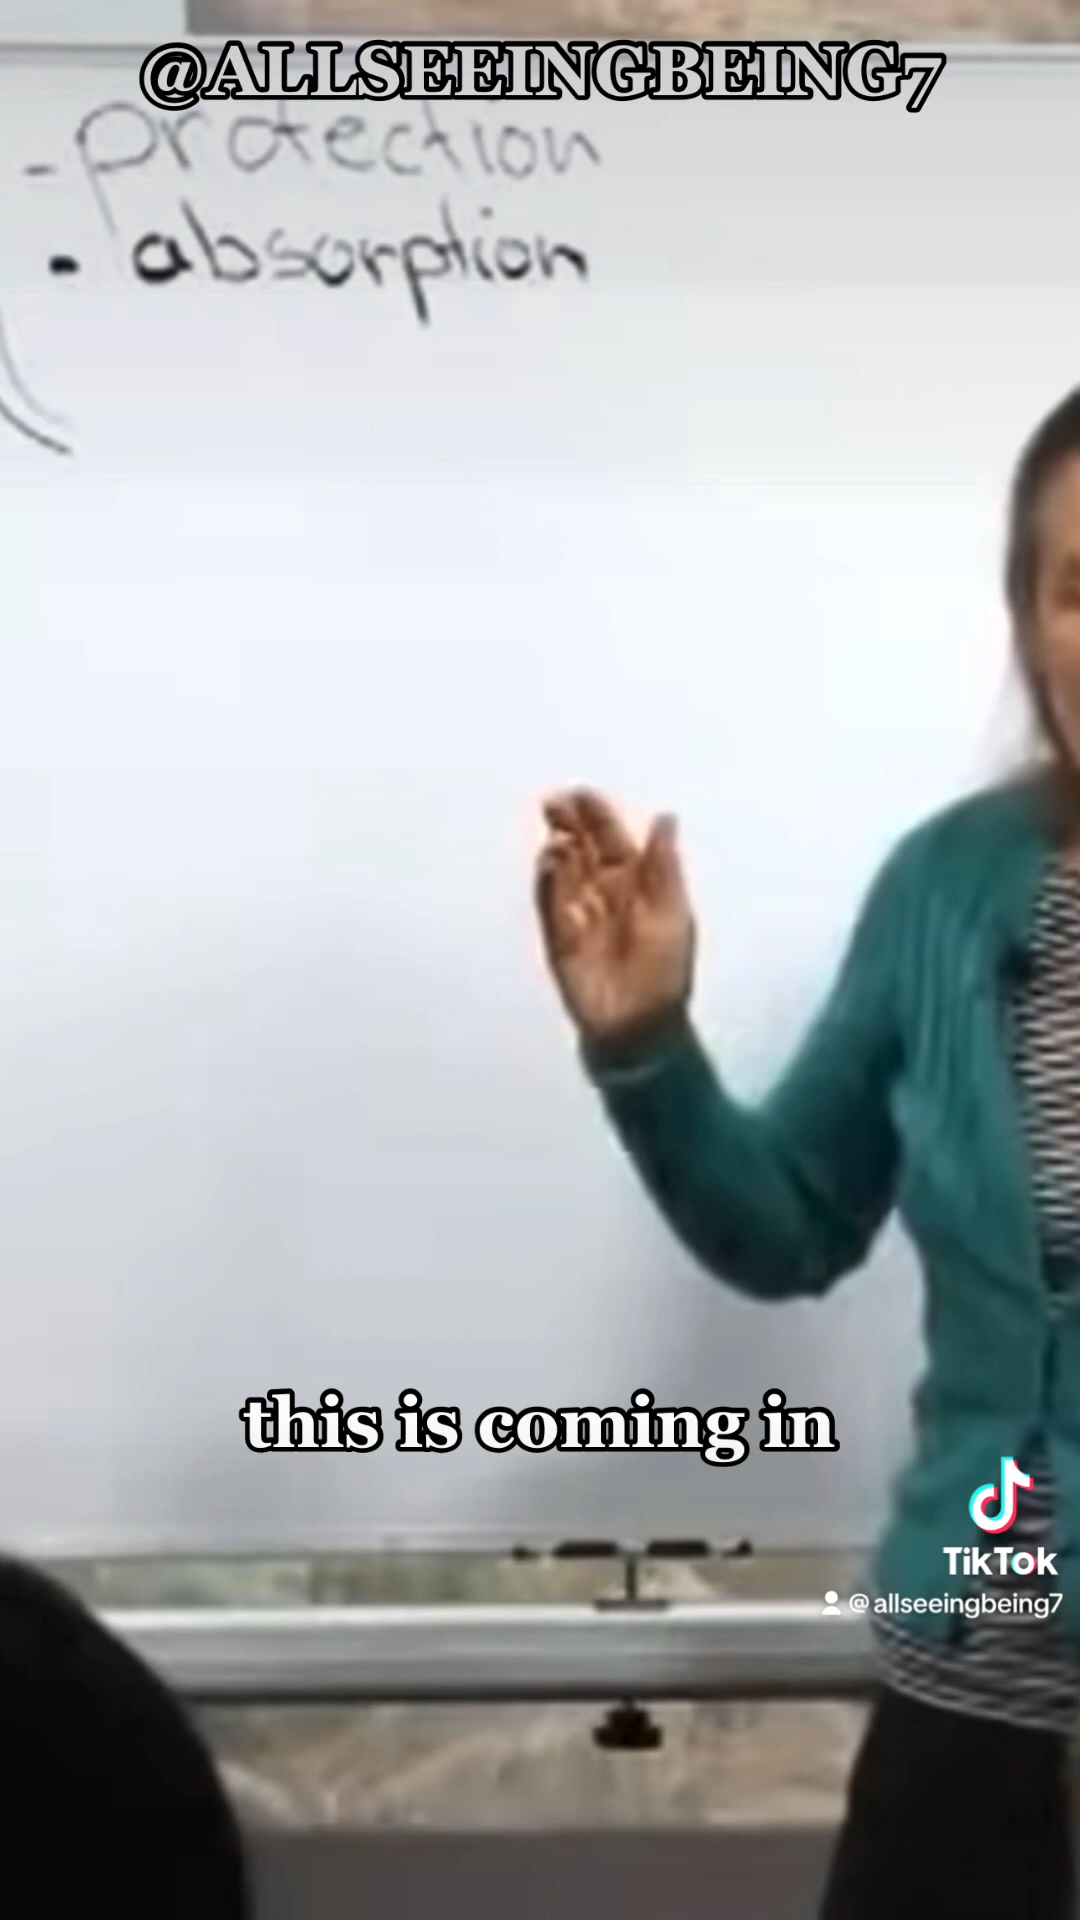 @ALLSEEINGBEING7
- protection
- absorption
this is coming in
TikTok
@allseeingbeing7